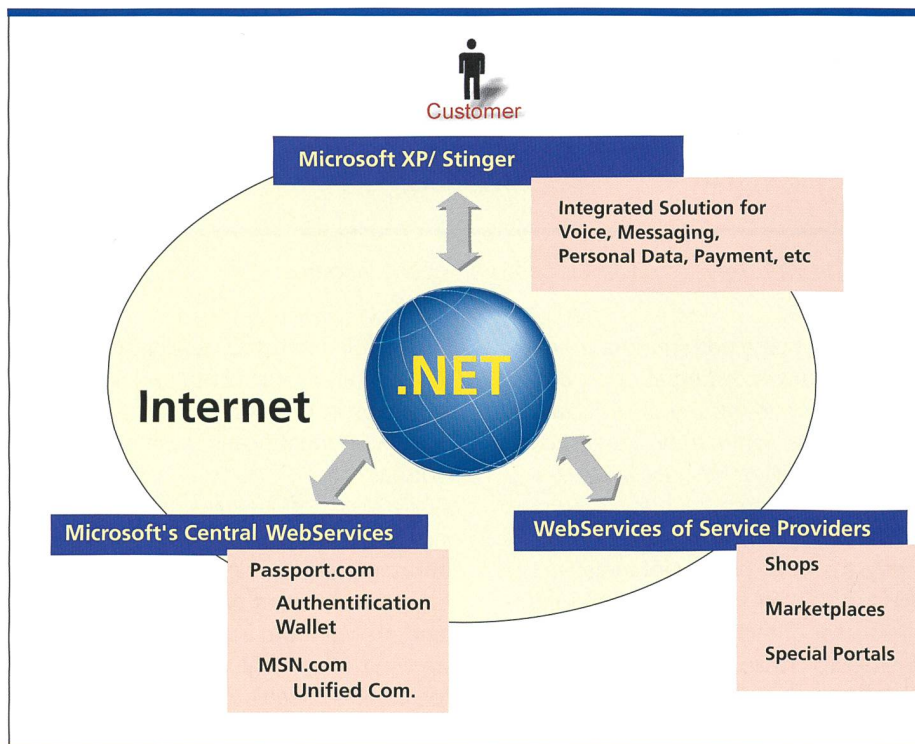 Customer
Microsoft XP/ Stinger
Integrated Solution for
Voice, Messaging,
Personal Data, Payment, etc
.NET
Internet
Microsoft's Central WebServices
Passport.com
Authentification
Wallet
MSN.com
Unified Com.
WebServices of Service Providers
Shops
Marketplaces
Special Portals